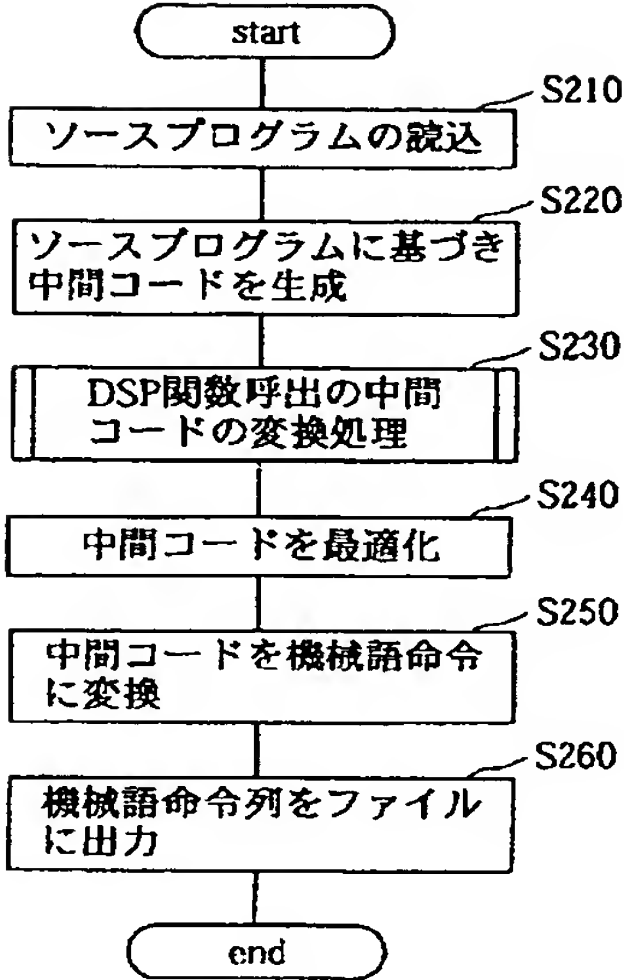 start
S210
ソースプログラムの読込
S220
ソースプログラムに基づき
中間コードを生成
S230
DSP関数呼出の中間
コードの変換処理
S240
中間コードを最適化
S250
中間コードを機械語命令
に変換
S260
機械語命令列をファイル
に出力
end